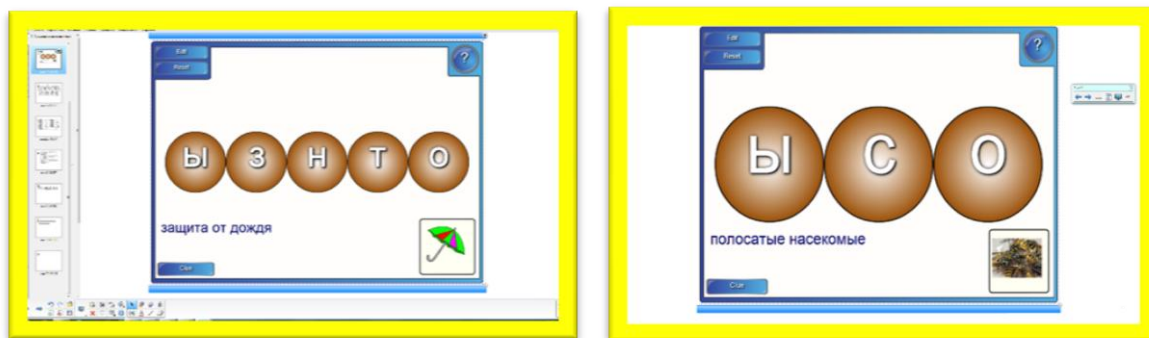 Edit
Reset
?
Ы З Н Т О
защита от дождя
Clue
Edit
Reset
?
Ы С О
полосатые насекомые
Clue